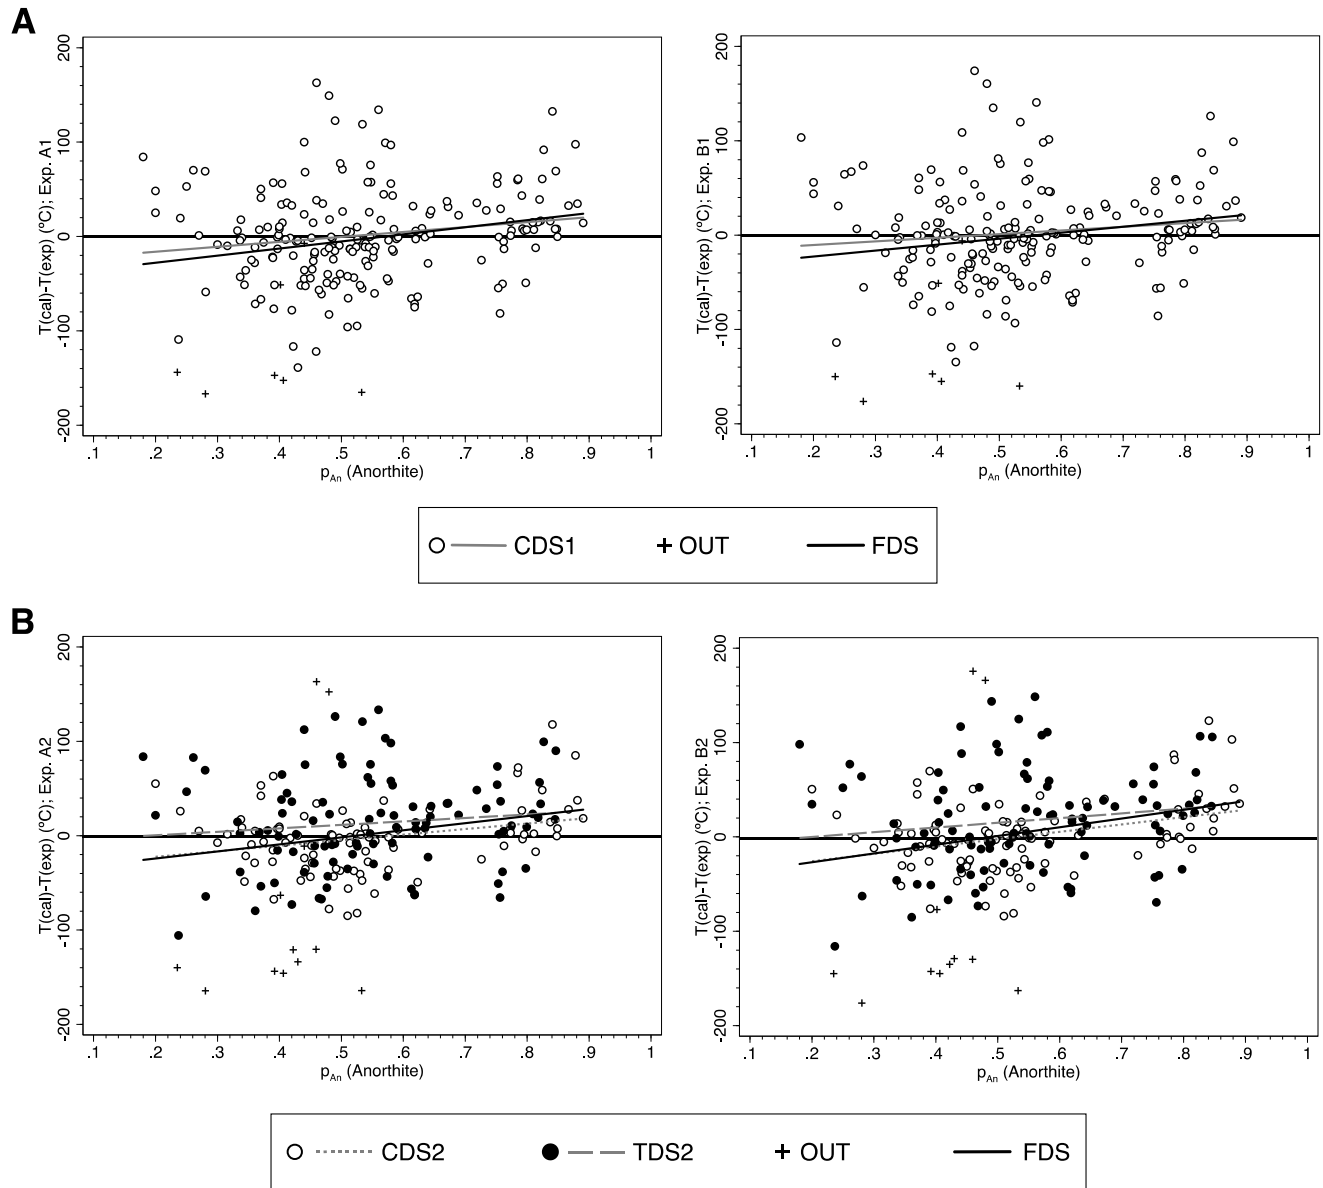 A
T(cal)-T(exp) (ºC); Exp. A1
200
100
0
-100
-200
.1 .2 .3 .4 .5 .6 .7 .8 .9 1
pAn (Anorthite)
T(cal)-T(exp) (ºC); Exp. B1
200
100
0
-100
-200
.1 .2 .3 .4 .5 .6 .7 .8 .9 1
pAn (Anorthite)
CDS1 OUT FDS
B
T(cal)-T(exp) (ºC); Exp. A2
200
100
0
-100
-200
.1 .2 .3 .4 .5 .6 .7 .8 .9 1
pAn (Anorthite)
T(cal)-T(exp) (ºC); Exp. B2
200
100
0
-100
-200
.1 .2 .3 .4 .5 .6 .7 .8 .9 1
pAn (Anorthite)
CDS2 TDS2 OUT FDS